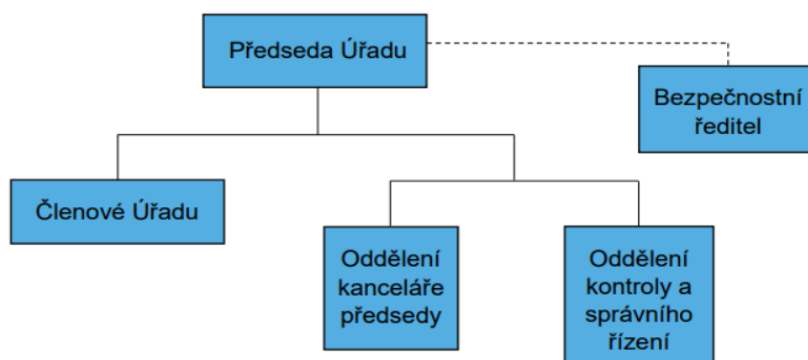 Předseda Úřadu
Bezpečnostní
ředitel
Členové Úřadu
Oddělení
kanceláře
předsedy
Oddělení
kontroly a
správního
řízení